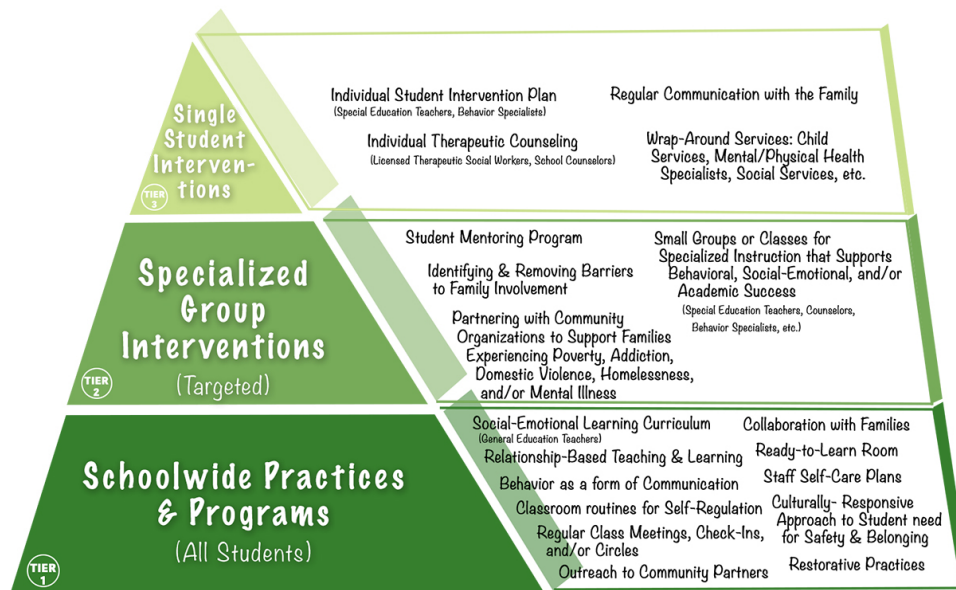 Single
Student
Interven-
tions
TIER
3
Individual Student Intervention Plan
(Special Education Teachers, Behavior Specialists)
Individual Therapeutic Counseling
(Licensed Therapeutic Social Workers, School Counselors)
Regular Communication with the Family
Wrap-Around Services: Child
Services, Mental/Physical Health
Specialists, Social Services, etc.
Specialized
Group
Interventions
(Targeted)
TIER
2
Student Mentoring Program
Identifying & Removing Barriers
to Family Involvement
Partnering with Community
Organizations to Support Families
Experiencing Poverty, Addiction,
Domestic Violence, Homelessness,
and/or Mental Illness
Small Groups or Classes for
Specialized Instruction that Supports
Behavioral, Social-Emotional, and/or
Academic Success
(Special Education Teachers, Counselors,
Behavior Specialists, etc.)
Schoolwide Practices
& Programs
(All Students)
TIER
1
Social-Emotional Learning Curriculum
(General Education Teachers)
Relationship-Based Teaching & Learning
Behavior as a form of Communication
Classroom routines for Self-Regulation
Regular Class Meetings, Check-Ins,
and/or Circles
Outreach to Community Partners
Collaboration with Families
Ready-to-Learn Room
Staff Self-Care Plans
Culturally- Responsive
Approach to Student need
for Safety & Belonging
Restorative Practices